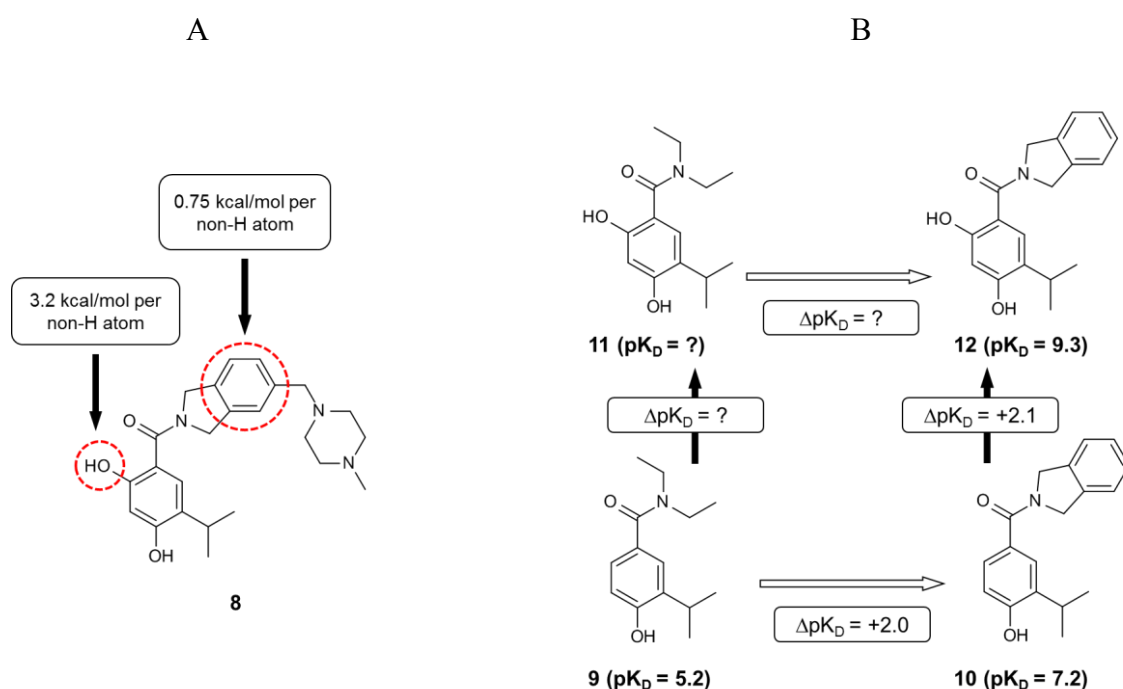 A
B
0.75 kcal/mol per
non-H atom
3.2 kcal/mol per
non-H atom
O
N
HO
OH
N
N
8
O
N
HO
OH
11 (pKD = ?)
ΔpKD = ?
O
N
HO
OH
12 (pKD = 9.3)
ΔpKD = ?
ΔpKD = +2.1
O
N
OH
9 (pKD = 5.2)
ΔpKD = +2.0
O
N
OH
10 (pKD = 7.2)